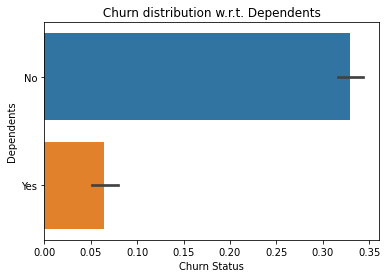 Churn distribution w.r.t. Dependents
No
Yes
Dependents
0.00 0.05 0.10 0.15 0.20 0.25 0.30 0.35
Churn Status